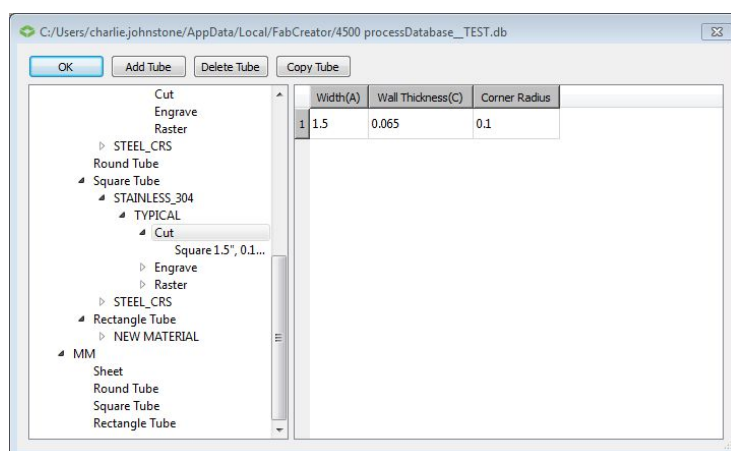 C:/Users/charlie.johnstone/AppData/Local/FabCreator/4500 processDatabase__TEST.db
OK Add Tube Delete Tube Copy Tube
Cut
Engrave
Raster
STEEL_CRS
Round Tube
Square Tube
STAINLESS_304
TYPICAL
Cut
Square 1.5", 0.1...
Engrave
Raster
STEEL_CRS
Rectangle Tube
NEW MATERIAL
MM
Sheet
Round Tube
Square Tube
Rectangle Tube
Width(A) Wall Thickness(C) Corner Radius
1 1.5 0.065 0.1